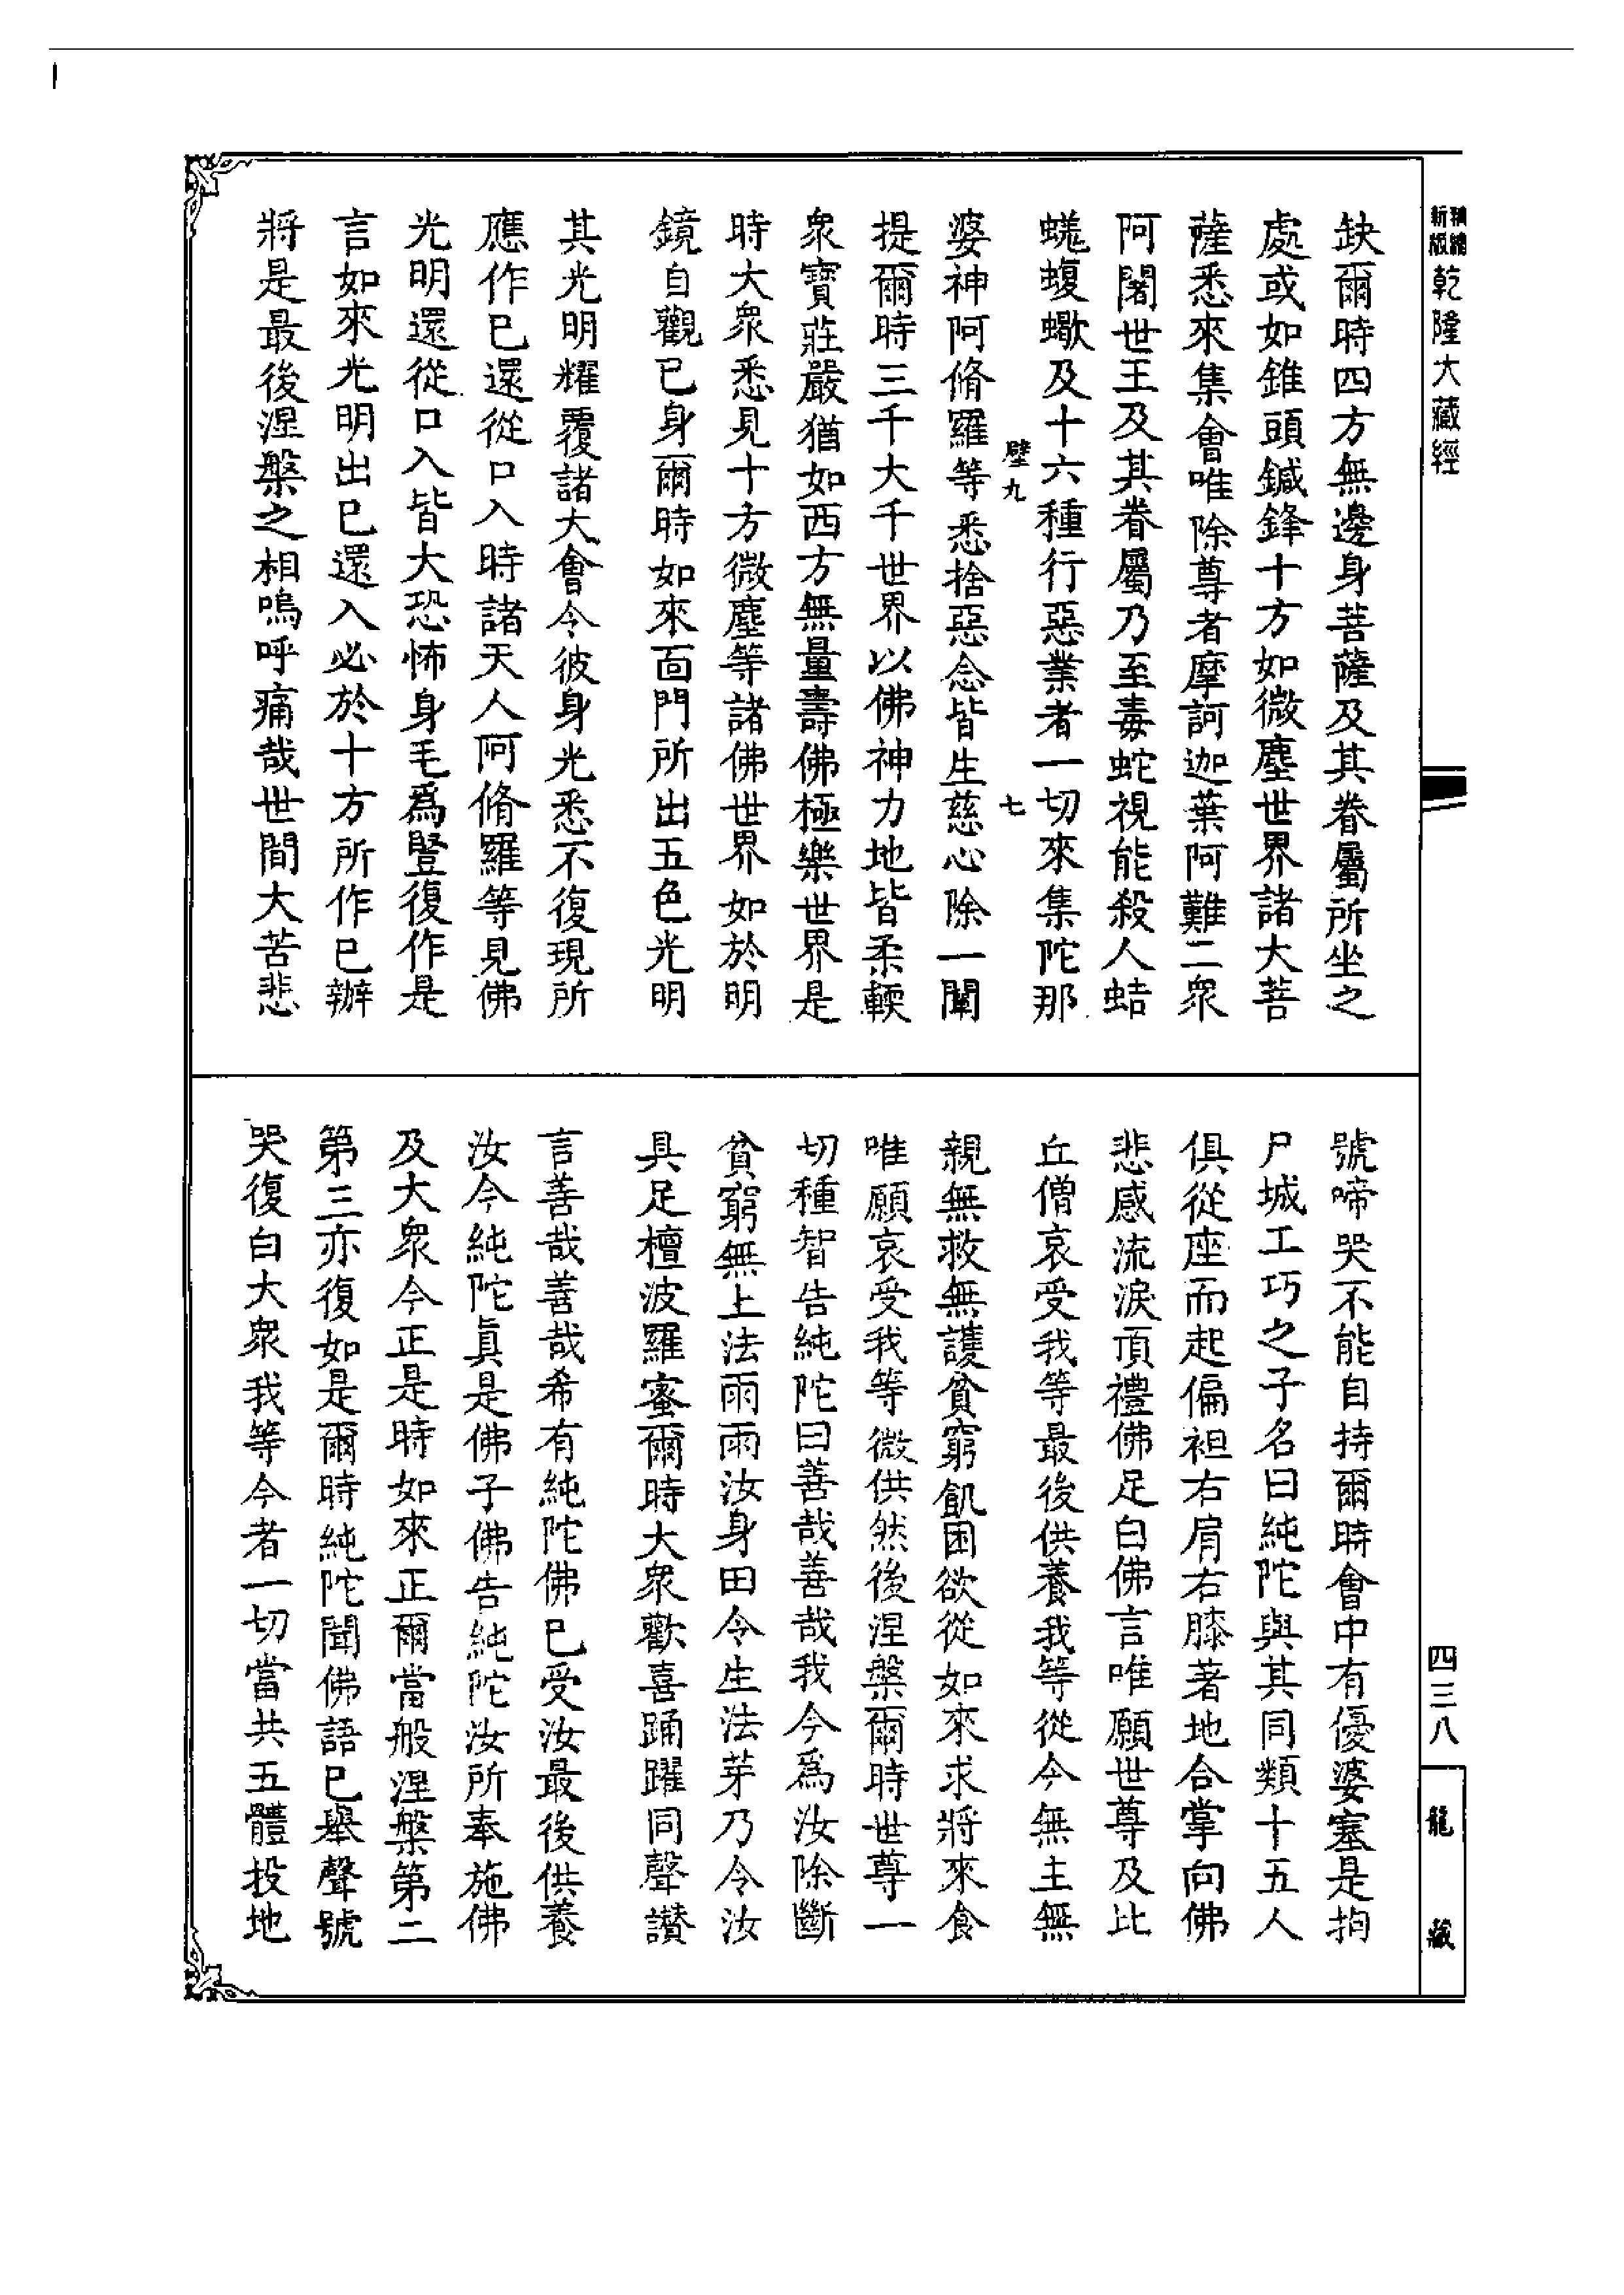 精縮
新版
乾隆大藏經
缺爾時四方無邊身菩薩及其眷屬所坐之
處或如錐頭鍼鋒十方如微塵世界諸大菩
薩悉來集會唯除尊者摩訶迦葉阿難二衆
阿闍世王及其眷屬乃至毒蛇視能殺人蛣
蜣蝮蠍及十六種行惡業者一切來集陀那
壁九
七
婆神阿脩羅等悉捨惡念皆生慈心除一闡
提爾時三千大千世界以佛神力地皆柔輭
衆寶莊嚴猶如西方無量壽佛極樂世界是
時大衆悉見十方微塵等諸佛世界如於明
鏡自觀已身爾時如來面門所出五色光明
其光明耀覆諸大會令彼身光悉不復現所
應作已還從口入時諸天人阿脩羅等見佛
光明還從口入皆大恐怖身毛爲豎復作是
言如來光明出已還入必於十方所作已辦
將是最後涅槃之相嗚呼痛哉世間大苦悲
號啼哭不能自持爾時會中有優婆塞是拘
尸城工巧之子名曰純陀與其同類十五人
俱從座而起偏袒右肩右膝著地合掌向佛
悲感流淚頂禮佛足白佛言唯願世尊及比
丘僧哀受我等最後供養我等從今無主無
親無救無護貧窮飢困欲從如來求將來食
唯願哀受我等微供然後涅槃爾時世尊一
切種智告純陀曰善哉善哉我今爲汝除斷
貧窮無上法雨雨汝身田令生法芽乃令汝
具足檀波羅蜜爾時大衆歡喜踊躍同聲讃
言善哉善哉希有純陀佛已受汝最後供養
汝今純陀眞是佛子佛告純陀汝所奉施佛
及大衆今正是時如來正爾當般涅槃第二
第三亦復如是爾時純陀聞佛語已舉聲號
哭復白大衆我等今者一切當共五體投地
四三八
龍藏